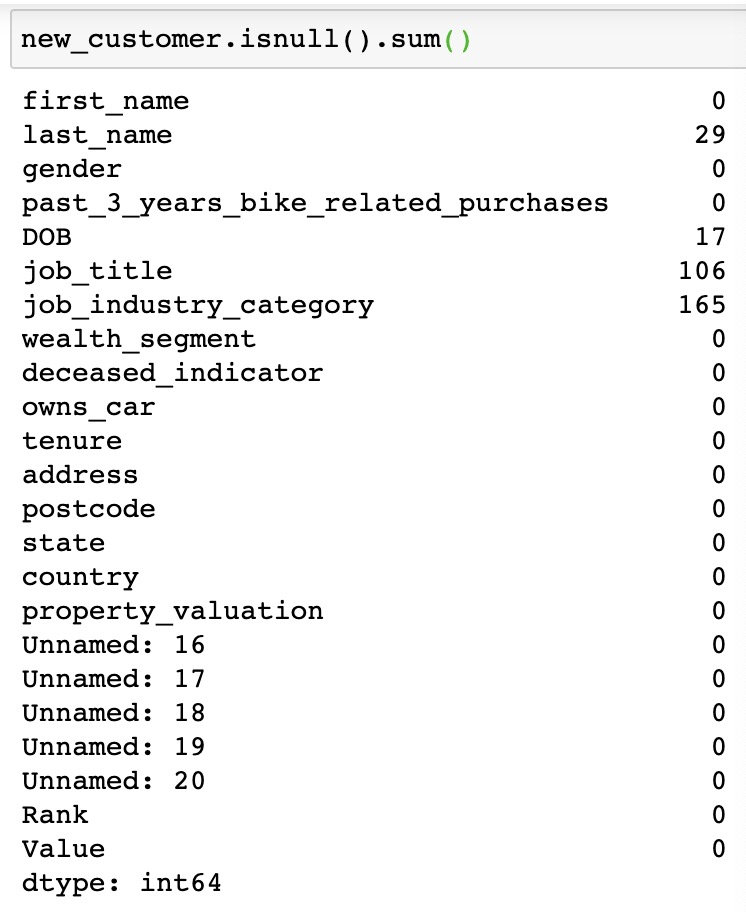 new_customer.isnull().sum()
first_name 0
last_name 29
gender 0
past_3_years_bike_related_purchases 0
DOB 17
job_title 106
job_industry_category 165
wealth_segment 0
deceased_indicator 0
owns_car 0
tenure 0
address 0
postcode 0
state 0
country 0
property_valuation 0
Unnamed: 16 0
Unnamed: 17 0
Unnamed: 18 0
Unnamed: 19 0
Unnamed: 20 0
Rank 0
Value 0
dtype: int64